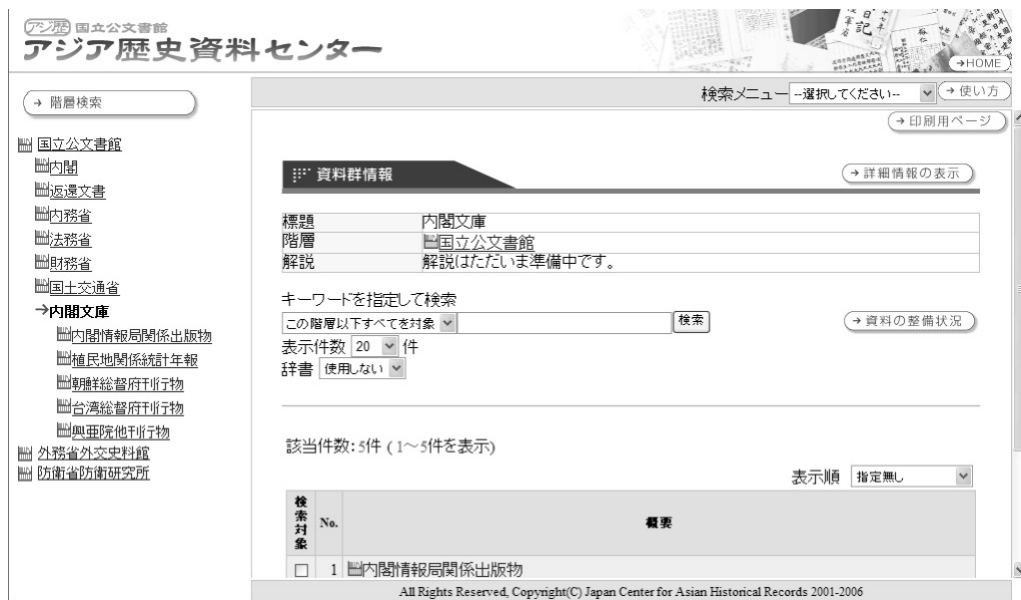 アジ歴 国立公文書館
アジア歴史資料センター
→HOME
→ 階層検索
検索メニュー --選択してください-- →使い方
→印刷用ページ
国立公文書館
内閣
返還文書
内務省
法務省
財務省
国土交通省
→内閣文庫
内閣情報局関係出版物
植民地関係統計年報
朝鮮総督府刊行物
台湾総督府刊行物
興亜院他刊行物
外務省外交史料館
防衛省防衛研究所
資料群情報
→詳細情報の表示
標題 内閣文庫
階層 国立公文書館
解説 解説はただいま準備中です。
キーワードを指定して検索
この階層以下すべてを対象 検索
→資料の整備状況
表示件数 20 件
辞書 使用しない
該当件数:5件 (1～5件を表示)
表示順 指定無し
検索対象 No. 概要
1 内閣情報局関係出版物
All Rights Reserved, Copyright(C) Japan Center for Asian Historical Records 2001-2006